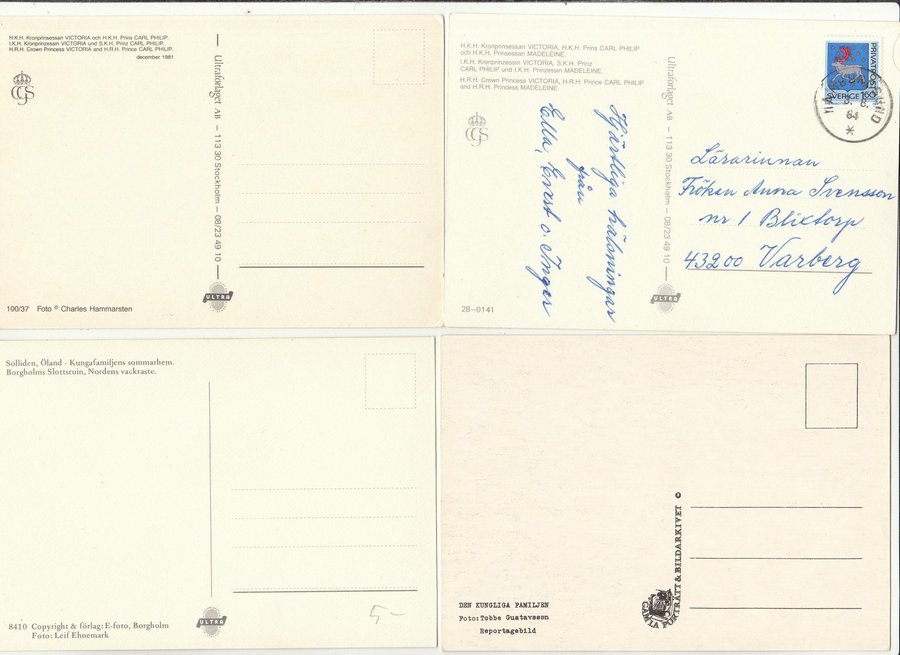 H.K.H. Kronprinsessan VICTORIA och H.K.H. Prins CARL PHILIP.
I.K.H. Kronprinzessin VICTORIA und S.K.H. Prinz CARL PHILIP.
H.R.H. Crown Princess VICTORIA and H.R.H. Prince CARL PHILIP.
december 1981
Ultraförlaget AB – 113 30 Stockholm – 08/23 49 10
ULTRA
100/37 Foto © Charles Hammarsten
H.K.H. Kronprinsessan VICTORIA, H.K.H. Prins CARL PHILIP
och H.K.H. Prinsessan MADELEINE.
I.K.H. Kronprinzessin VICTORIA, S.K.H. Prinz
CARL PHILIP und I.K.H. Prinzessin MADELEINE.
H.R.H. Crown Princess VICTORIA, H.R.H. Prince CARL PHILIP
and H.R.H. Princess MADELEINE.
Hjärtliga hälsningar
från
Ella, Ernst o. Inger
Ultraförlaget AB – 113 30 Stockholm – 08/23 49 10
ULTRA
28-0141
PRIVATPOST
SVERIGE 1.60
84
Lärarinnan
Fröken Anna Svensson
nr 1 Blixtorp
43200 Varberg
Solliden, Öland - Kungafamiljens sommarhem.
Borgholms Slottsruin, Nordens vackraste.
ULTRA
5-
8410 Copyright & förlag: E-foto, Borgholm
Foto: Leif Ehnemark
GAMLA PORTRÄTT & BILDARKIVET ©
DEN KUNGLIGA FAMILJEN
Foto: Tobbe Gustavsson
Reportagebild